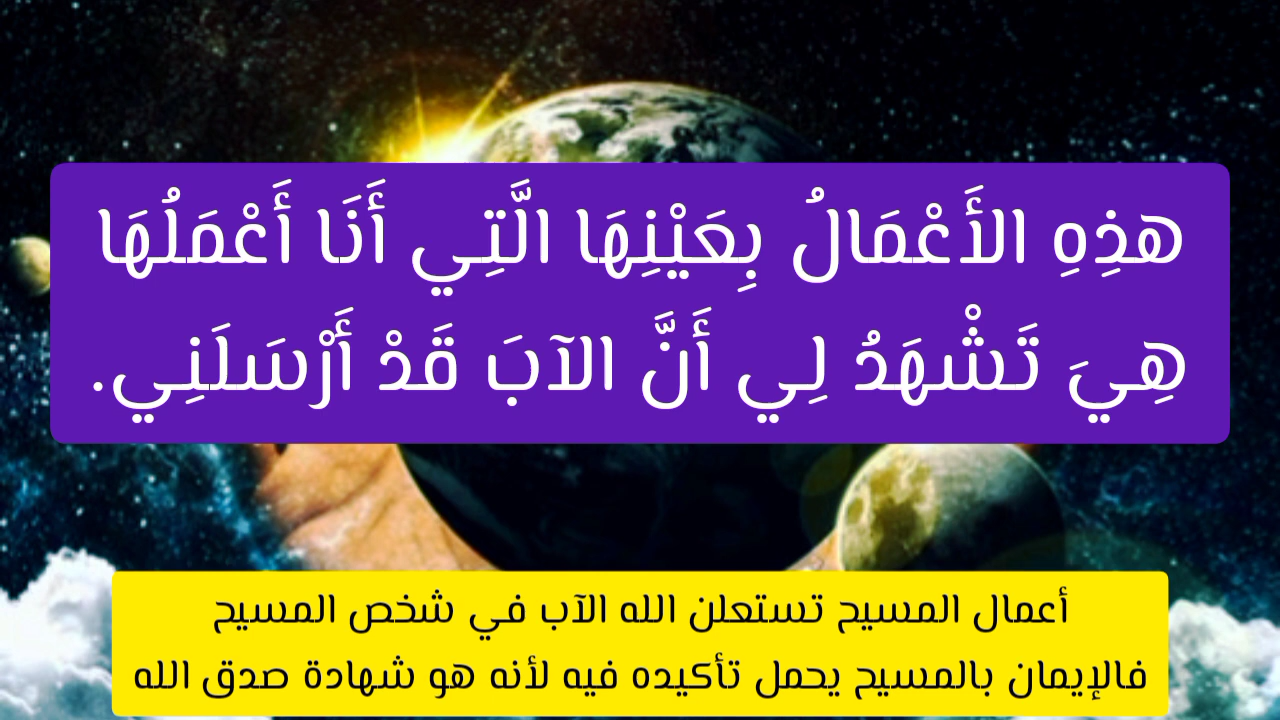 هذِهِ الأَعْمَالُ بِعَيْنِهَا الَّتِي أَنَا أَعْمَلُهَا
هِيَ تَشْهَدُ لِي أَنَّ الآبَ قَدْ أَرْسَلَنِي.
أعمال المسيح تستعلن الله الآب في شخص المسيح
فالإيمان بالمسيح يحمل تأكيده فيه لأنه هو شهادة صدق الله